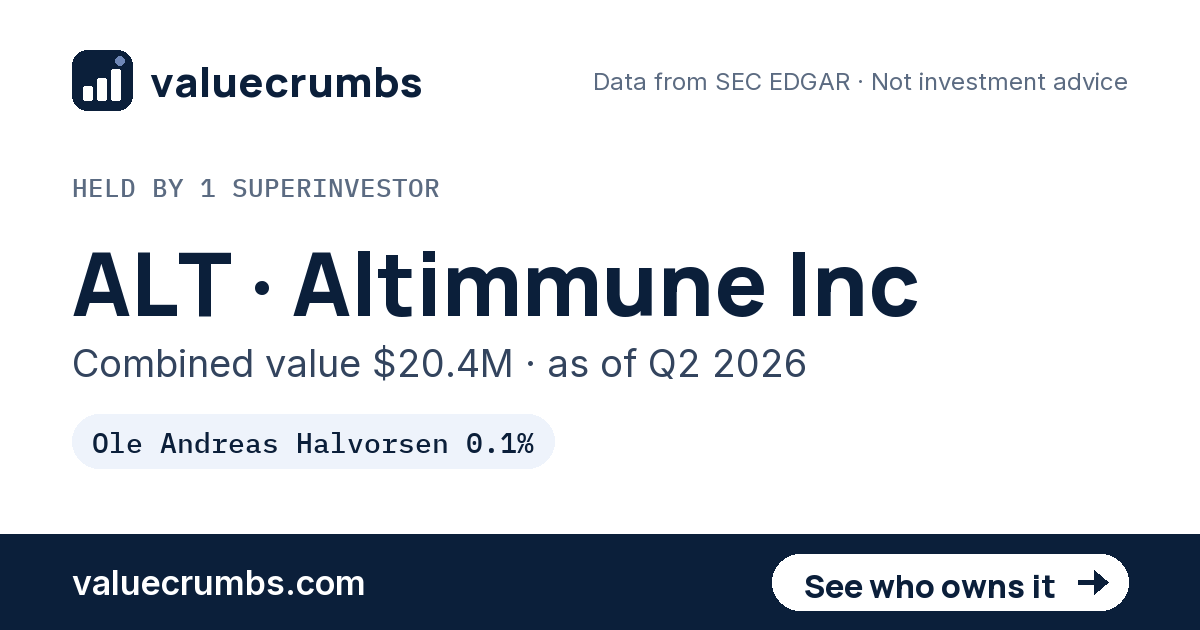 valuecrumbs
Data from SEC EDGAR · Not investment advice
HELD BY 1 SUPERINVESTOR
ALT · Altimmune Inc
Combined value $20.4M · as of Q2 2026
Ole Andreas Halvorsen 0.1%
valuecrumbs.com
See who owns it →